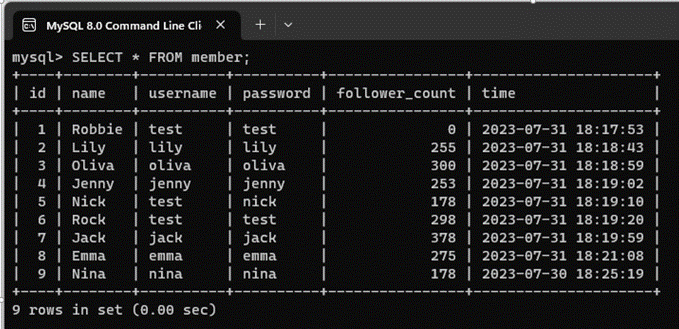 MySQL 8.0 Command Line Cli
mysql> SELECT * FROM member;
+----+--------+----------+----------+----------------+---------------------+
| id | name   | username | password | follower_count | time                |
+----+--------+----------+----------+----------------+---------------------+
|  1 | Robbie | test     | test     |              0 | 2023-07-31 18:17:53 |
|  2 | Lily   | lily     | lily     |            255 | 2023-07-31 18:18:43 |
|  3 | Oliva  | oliva    | oliva    |            300 | 2023-07-31 18:18:59 |
|  4 | Jenny  | jenny    | jenny    |            253 | 2023-07-31 18:19:02 |
|  5 | Nick   | test     | nick     |            178 | 2023-07-31 18:19:10 |
|  6 | Rock   | test     | test     |            298 | 2023-07-31 18:19:20 |
|  7 | Jack   | jack     | jack     |            378 | 2023-07-31 18:19:59 |
|  8 | Emma   | emma     | emma     |            275 | 2023-07-31 18:21:08 |
|  9 | Nina   | nina     | nina     |            178 | 2023-07-30 18:25:19 |
+----+--------+----------+----------+----------------+---------------------+
9 rows in set (0.00 sec)